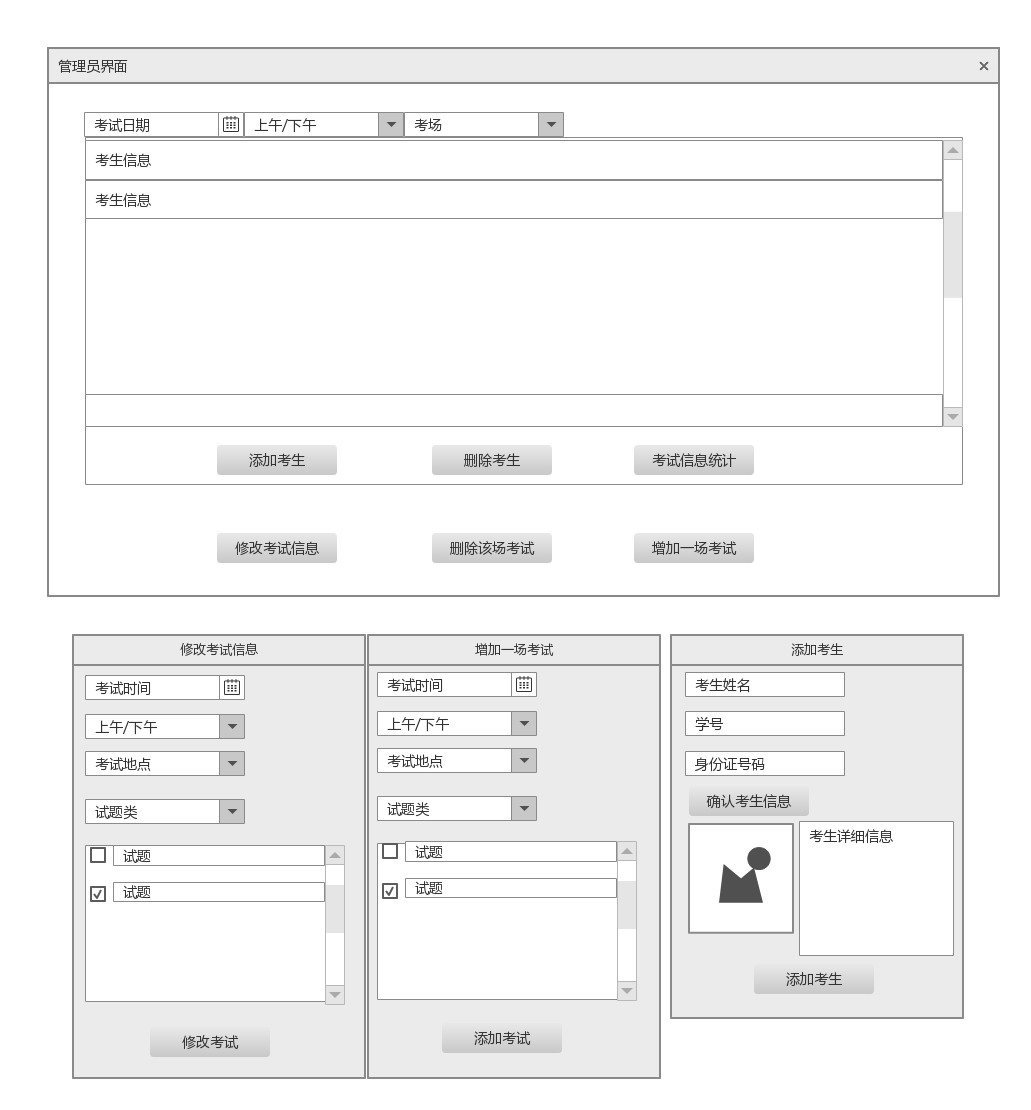 管理员界面
考试日期 上午/下午 考场
考生信息
考生信息
添加考生 删除考生 考试信息统计
修改考试信息 删除该场考试 增加一场考试
修改考试信息
考试时间
上午/下午
考试地点
试题类
试题
试题
修改考试
增加一场考试
考试时间
上午/下午
考试地点
试题类
试题
试题
添加考试
添加考生
考生姓名
学号
身份证号码
确认考生信息
考生详细信息
添加考生